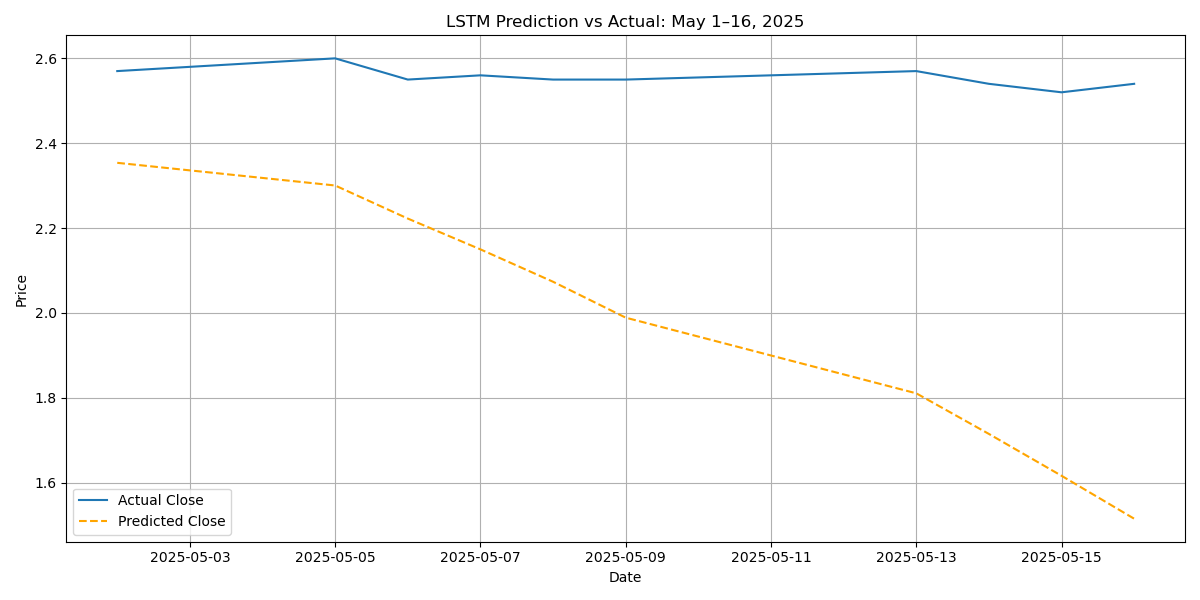 LSTM Prediction vs Actual: May 1–16, 2025
Price
2.6
2.4
2.2
2.0
1.8
1.6
Actual Close
Predicted Close
2025-05-03 2025-05-05 2025-05-07 2025-05-09 2025-05-11 2025-05-13 2025-05-15
Date